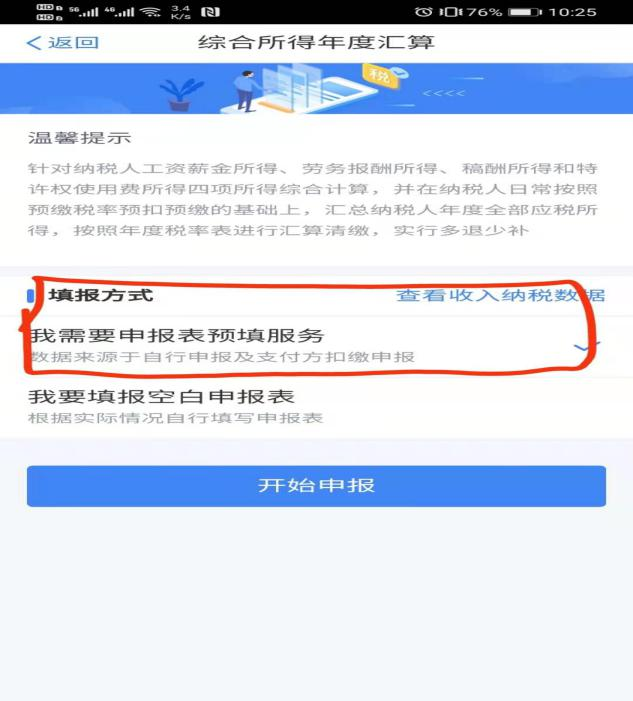 HD 5G 4G 3.4 76% 10:25
HD K/s
<返回 综合所得年度汇算
税
<<<<
温馨提示
针对纳税人工资薪金所得、劳务报酬所得、稿酬所得和特
许权使用费所得四项所得综合计算，并在纳税人日常按照
预缴税率预扣预缴的基础上，汇总纳税人年度全部应税所
得，按照年度税率表进行汇算清缴，实行多退少补
填报方式 查看收入纳税数据
我需要申报表预填服务
数据来源于自行申报及支付方扣缴申报
我要填报空白申报表
根据实际情况自行填写申报表
开始申报